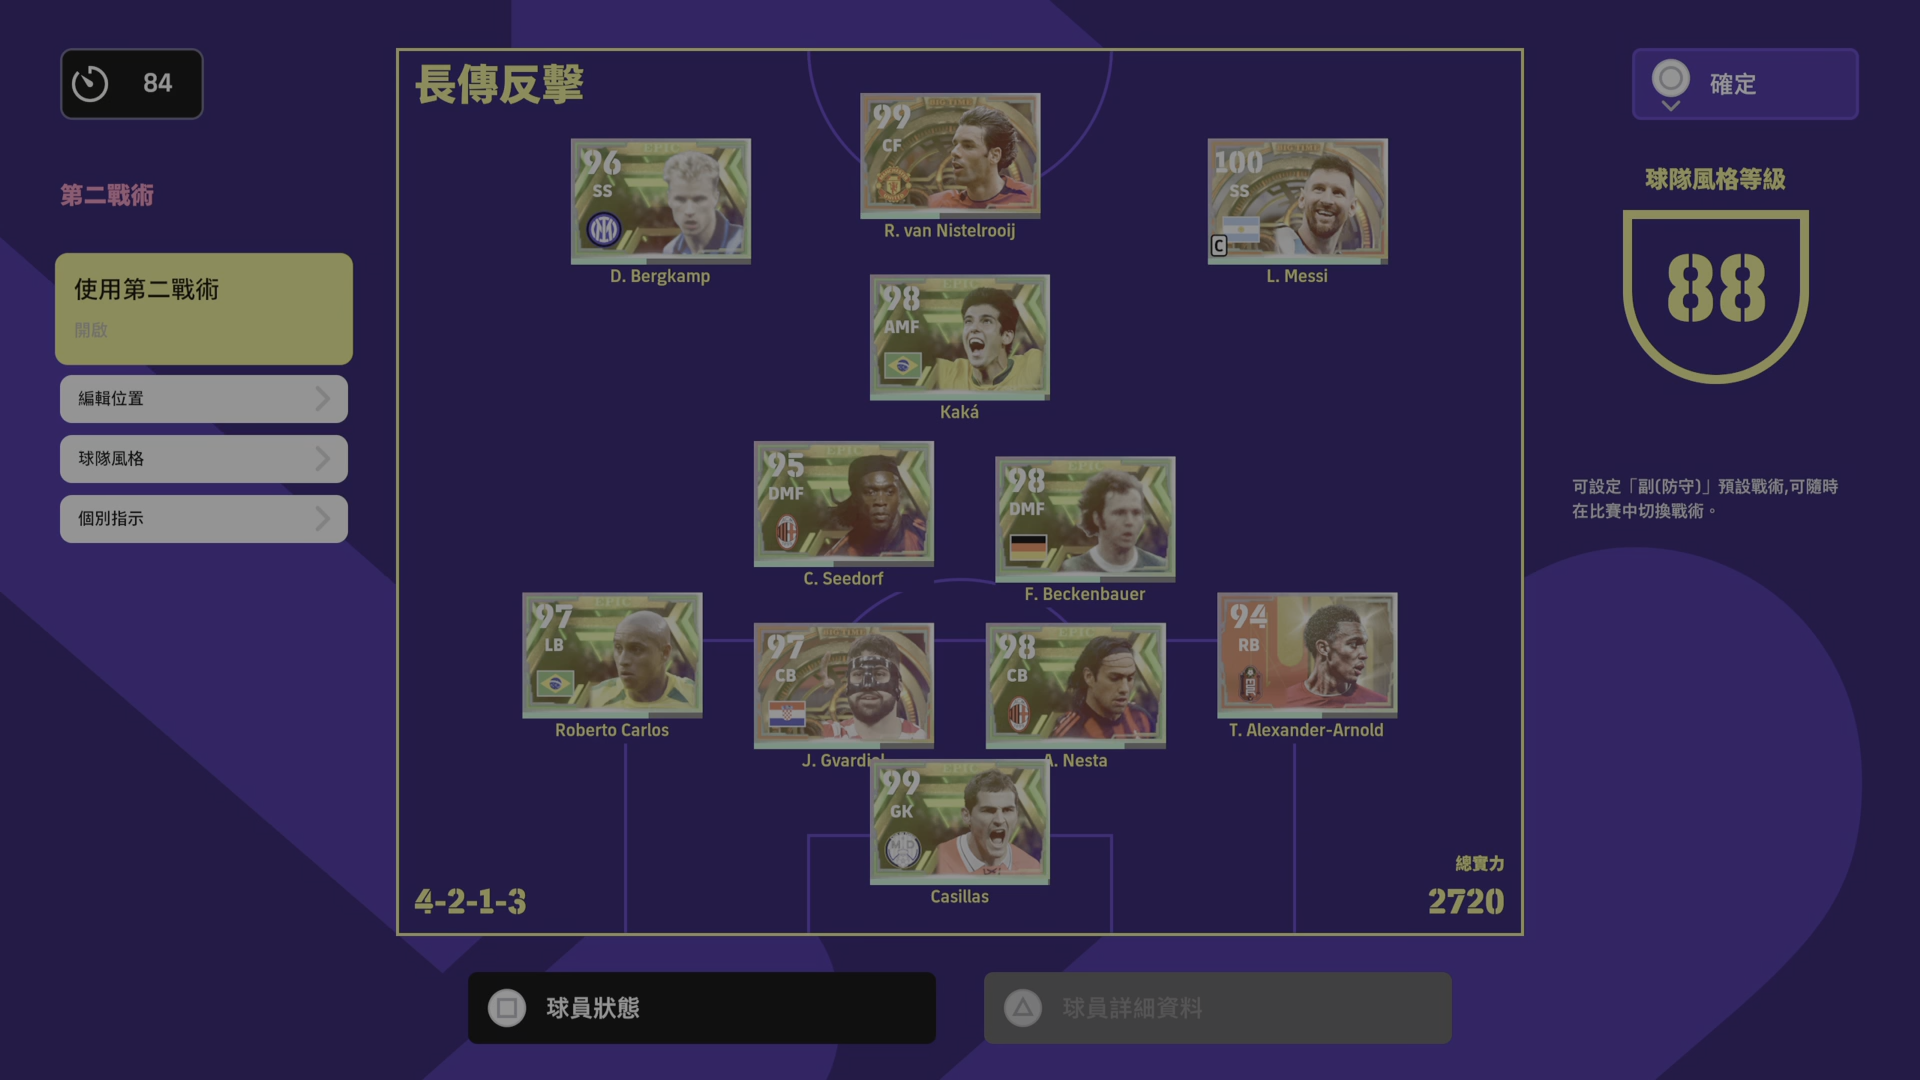 84
第二戰術
使用第二戰術
開啟
編輯位置
球隊風格
個別指示
長傳反擊
99
CF
R. van Nistelrooij
96
SS
D. Bergkamp
100
SS
C
L. Messi
98
AMF
Kaká
95
DMF
C. Seedorf
98
DMF
F. Beckenbauer
97
LB
Roberto Carlos
97
CB
J. Gvardiol
98
CB
A. Nesta
94
RB
T. Alexander-Arnold
99
GK
Casillas
4-2-1-3
總實力
2720
確定
球隊風格等級
88
可設定「副(防守)」預設戰術,可隨時
在比賽中切換戰術。
球員狀態
球員詳細資料